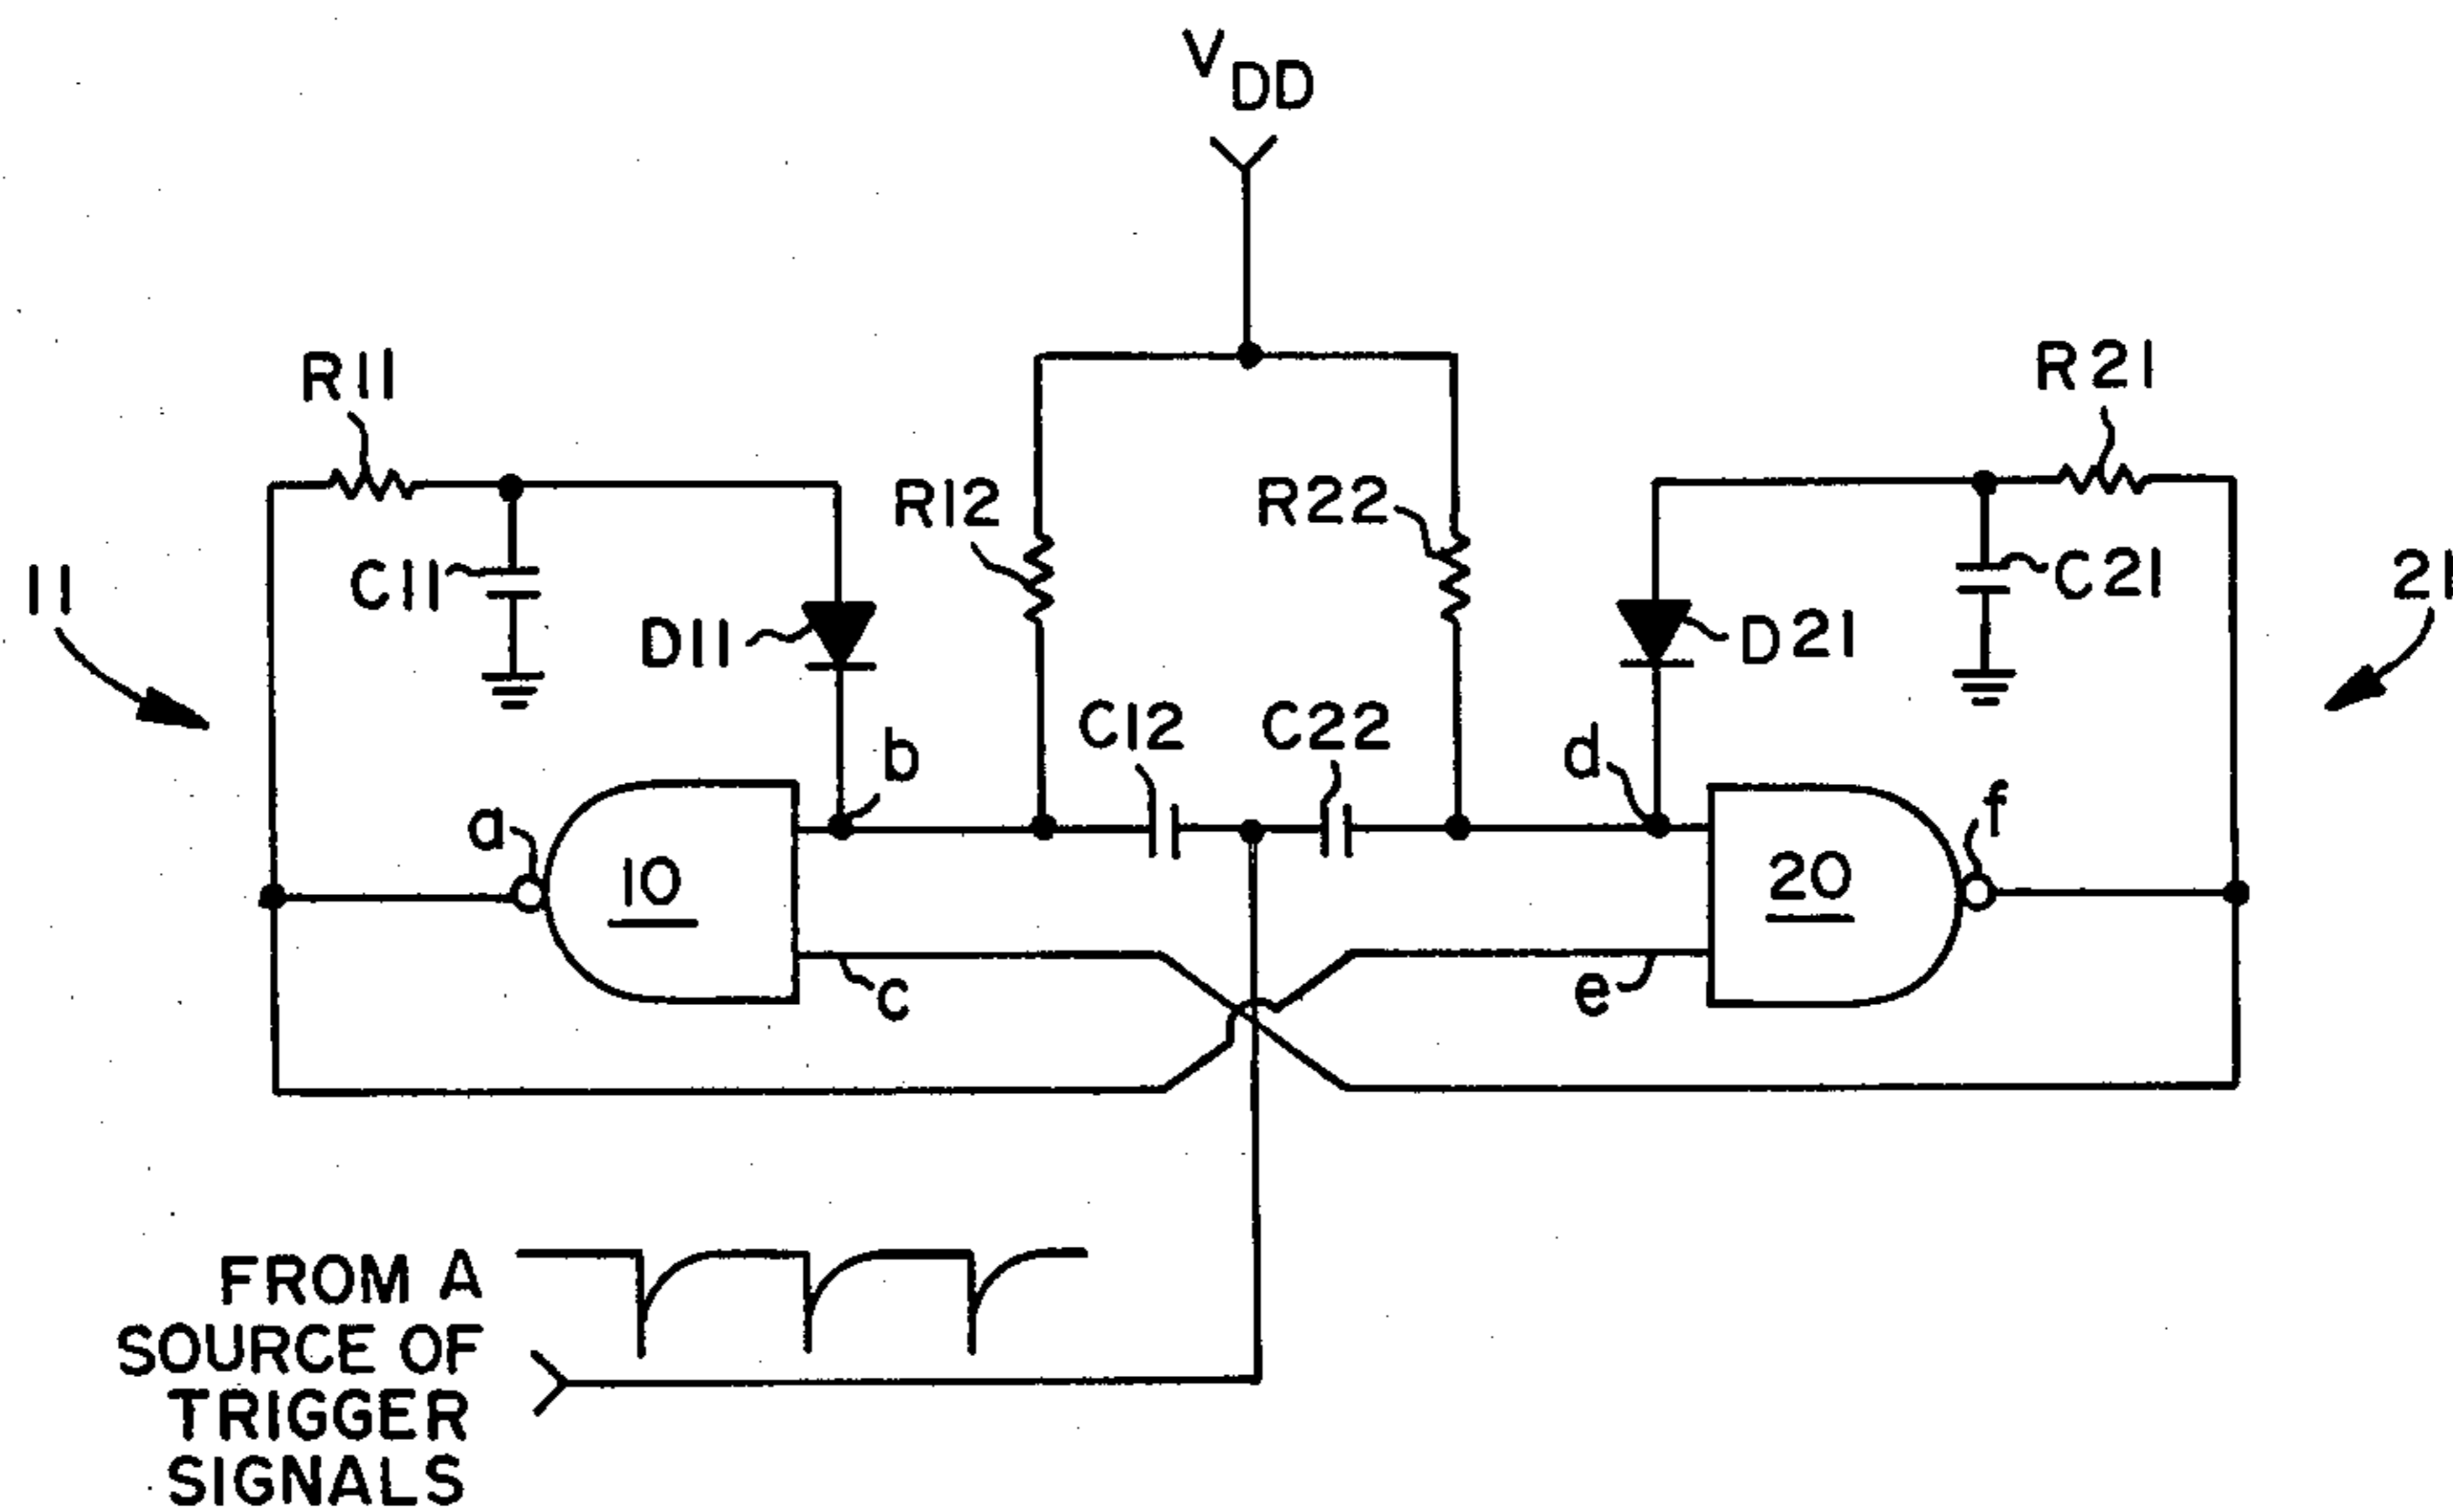 VDD
R11
R21
R12
R22
11
C11
C21
21
D11
D21
C12
C22
b
d
a
f
10
20
c
e
FROM A
SOURCE OF
TRIGGER
SIGNALS